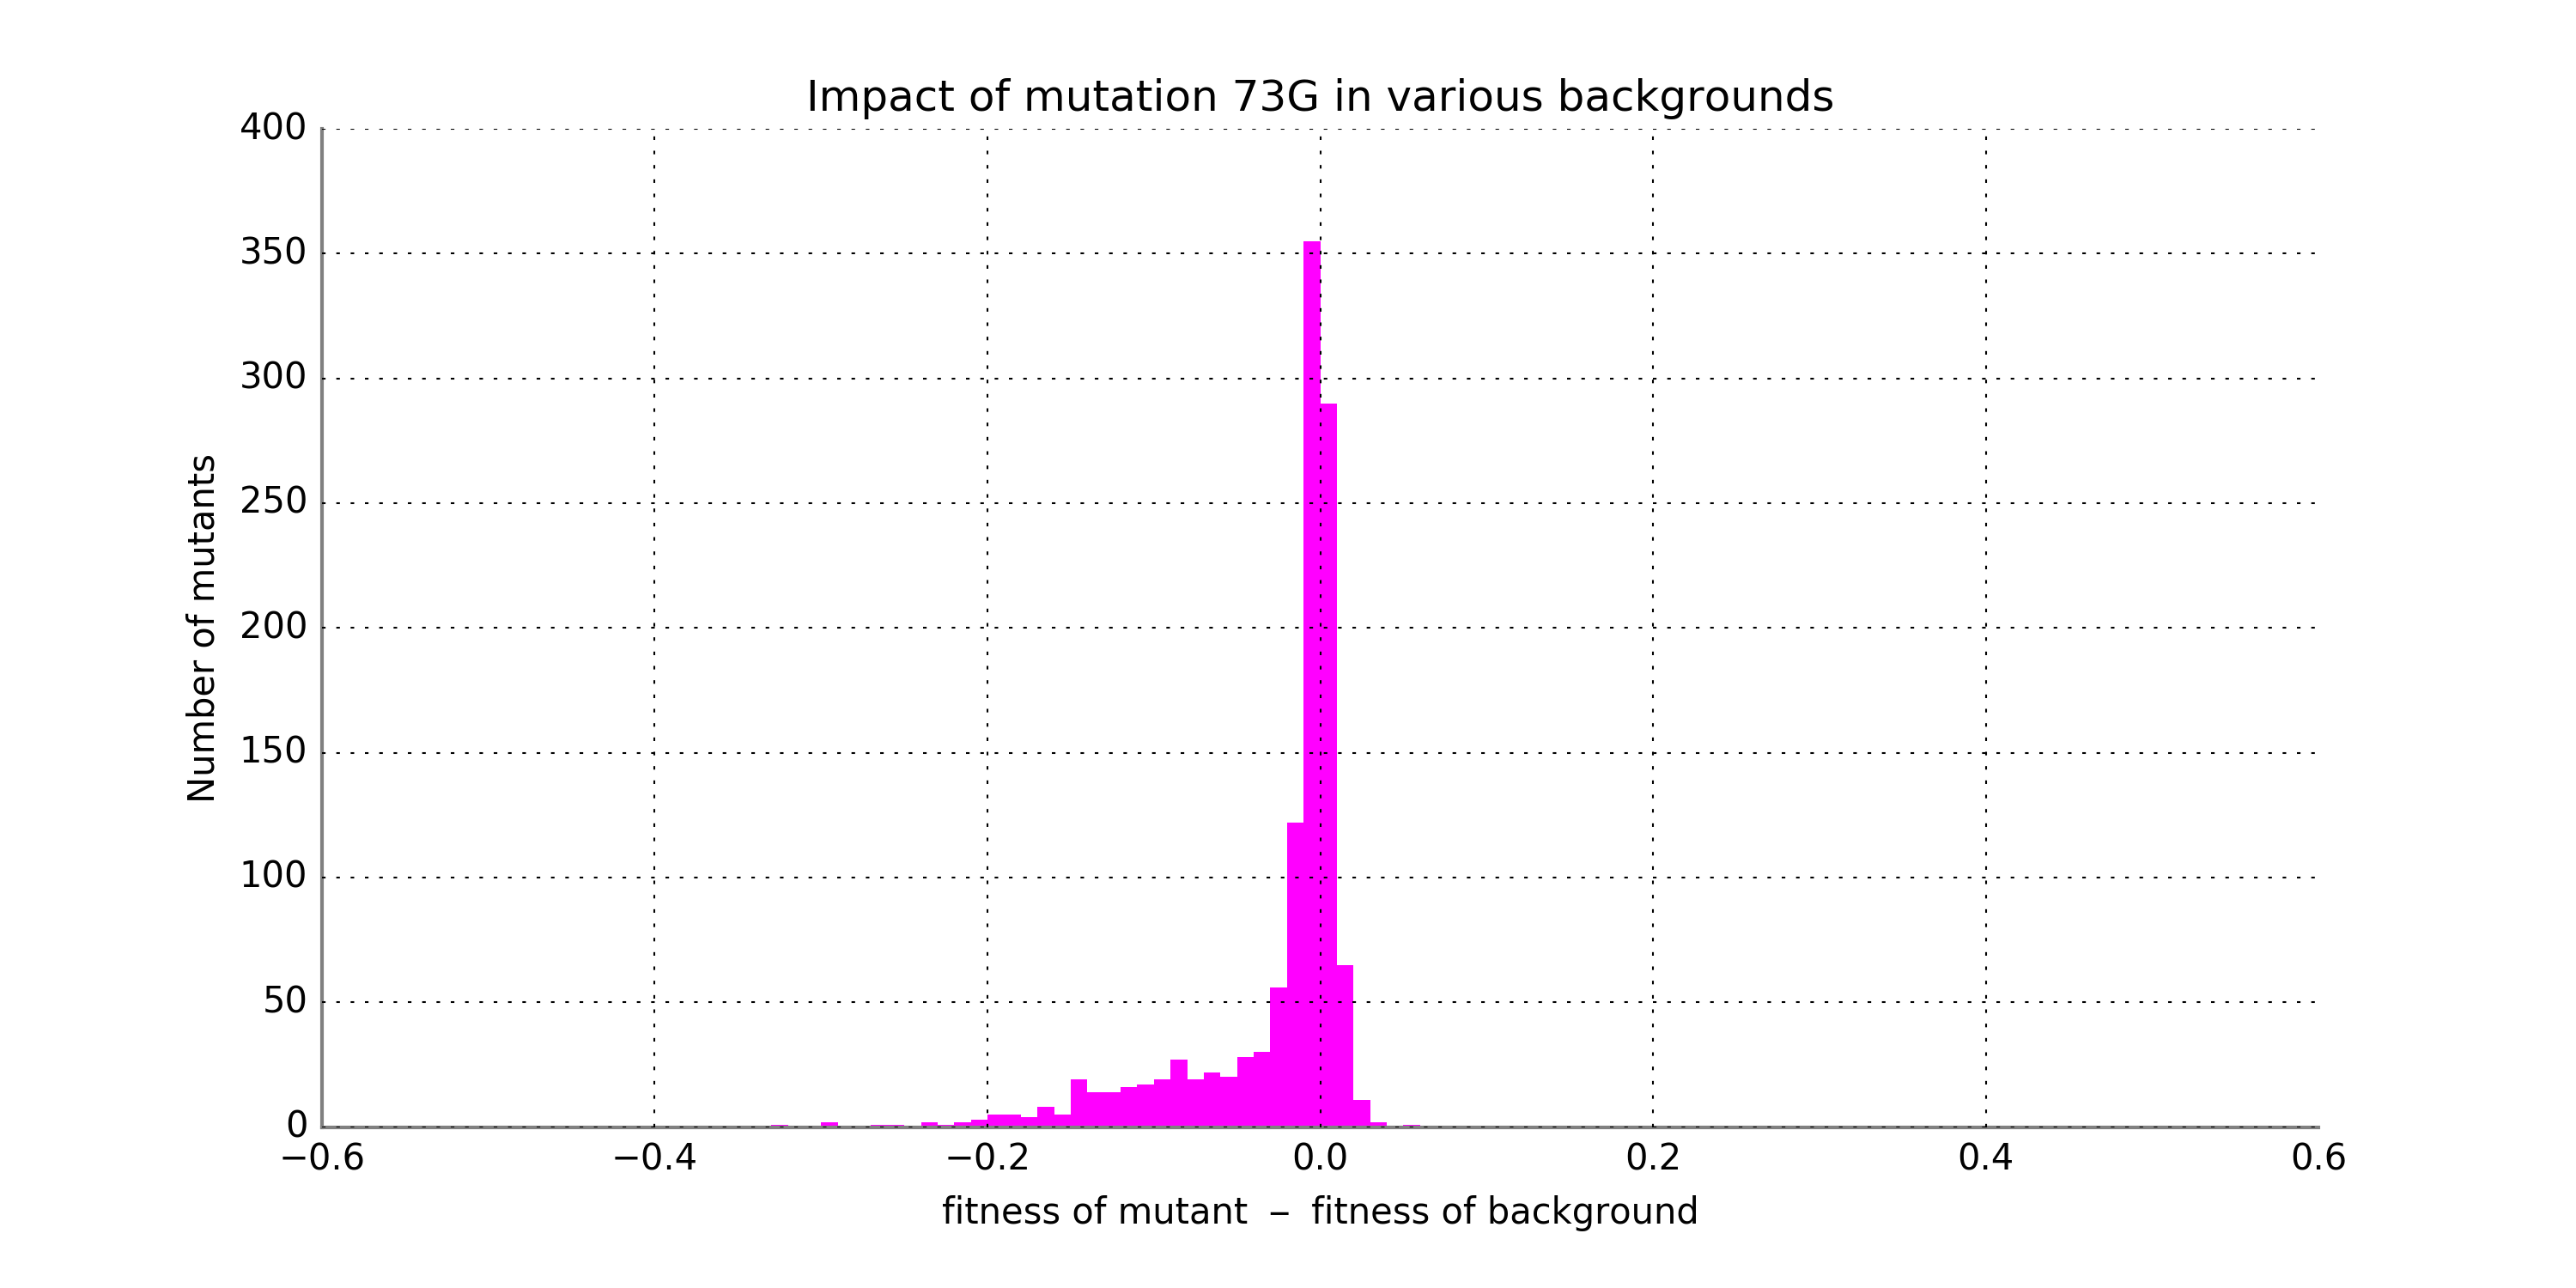 Impact of mutation 73G in various backgrounds
400
350
300
250
200
150
100
50
0
Number of mutants
−0.6 −0.4 −0.2 0.0 0.2 0.4 0.6
fitness of mutant − fitness of background